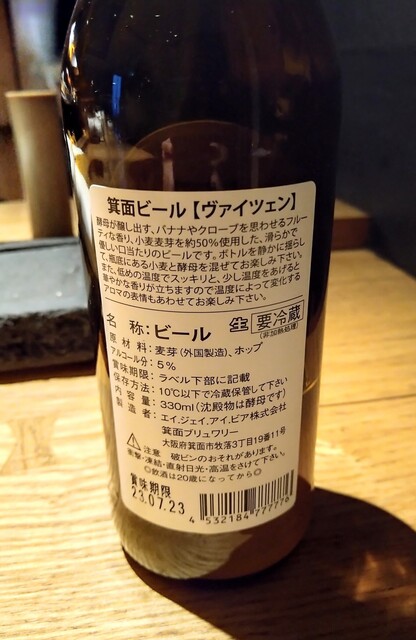 箕面ビール【ヴァイツェン】
酵母が醸し出す、バナナやクローブを思わせるフルー
ティな香り、小麦麦芽を約50%使用した、滑らかで
優しい口当たりのビールです。ボトルを静かに揺らし
て、瓶底にある小麦と酵母を混ぜてお楽しみ下さい。
また、低めの温度でスッキリと、少し温度をあげると
華やかな香りが立ちますので温度によって変化する
アロマの表情もあわせてお楽しみ下さい。
名 称:ビール 生 要冷蔵
(非加熱処理)
原 材 料:麦芽(外国製造)、ホップ
アルコール分:5%
賞味期限:ラベル下部に記載
保存方法:10℃以下で冷蔵保管して下さい
内 容 量:330ml(沈殿物は酵母です)
製 造 者:エイ.ジェイ.アイ.ビア株式会社
箕面ブリュワリー
大阪府箕面市牧落3丁目19番11号
注意 破ビンのおそれがあります。
衝撃・凍結・直射日光・高温をさけて下さい。
◎飲酒は20歳になってから◎
賞味期限
23.07.23
4 532184 777770